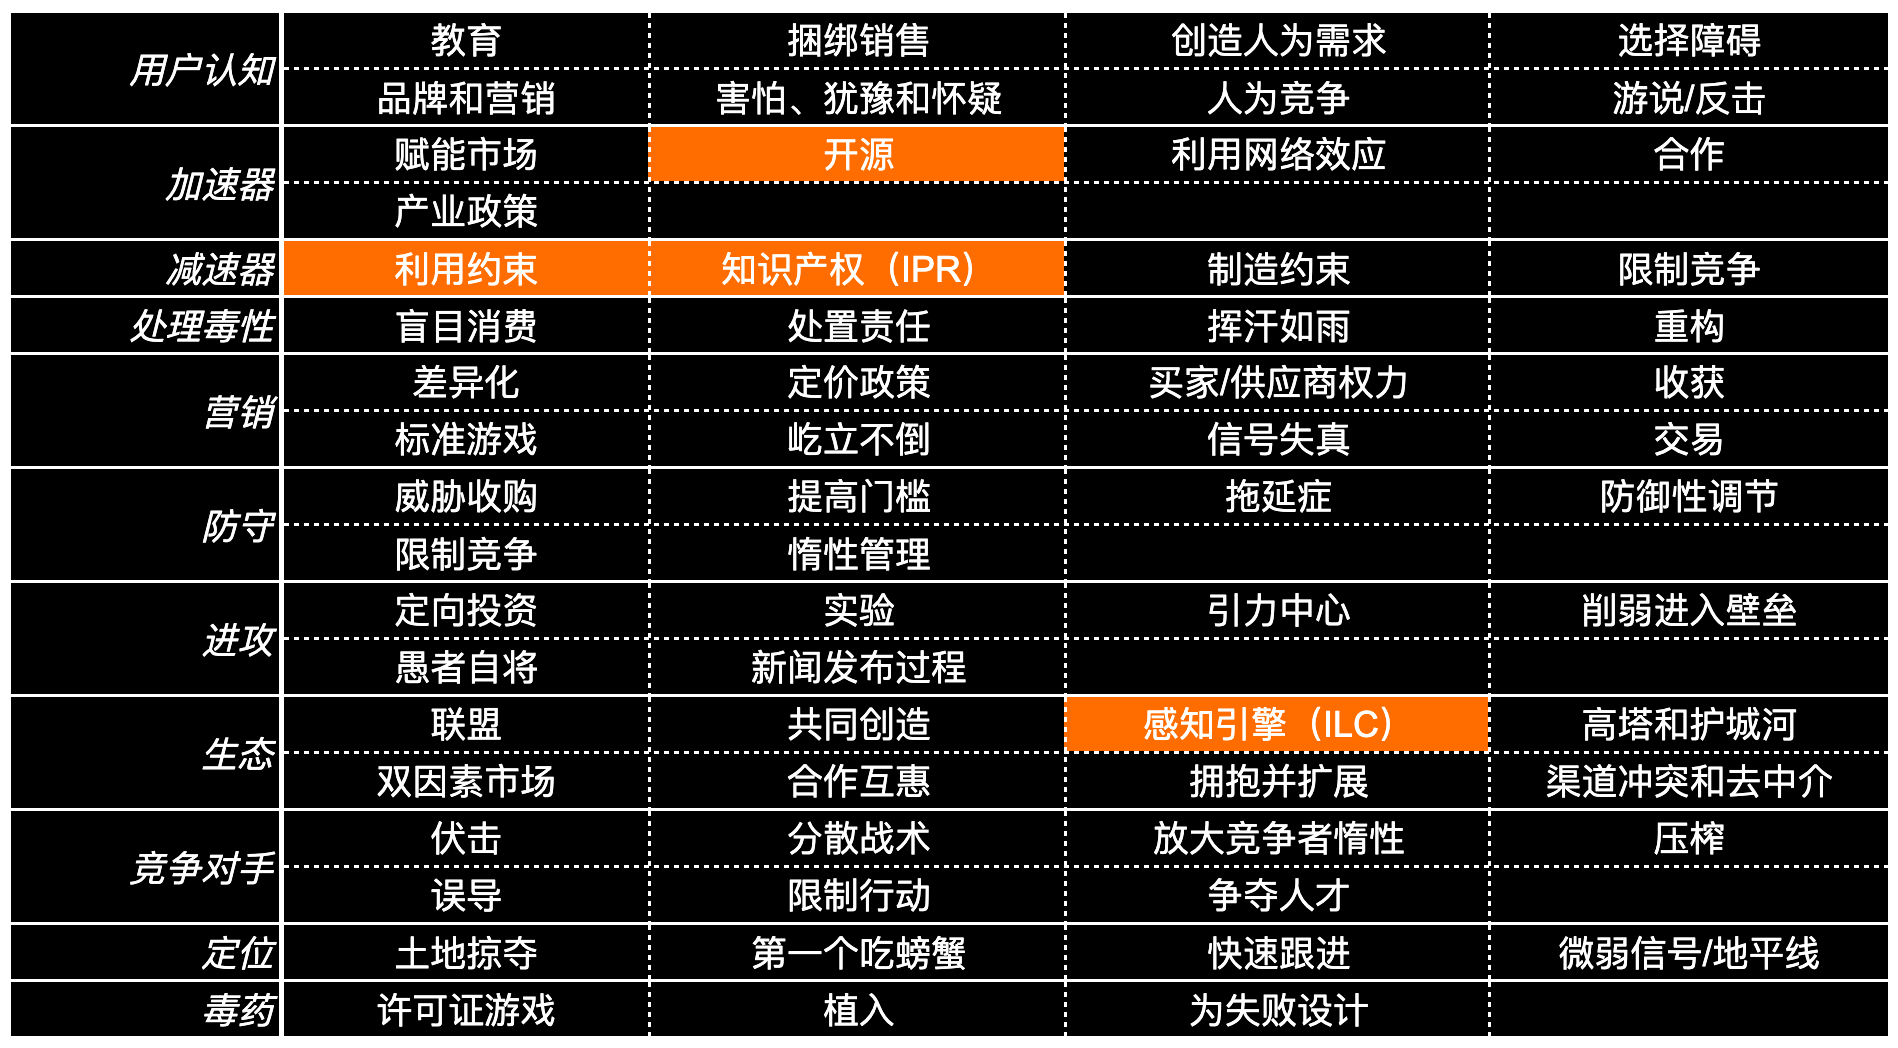 用户认知
教育 捆绑销售 创造人为需求 选择障碍
品牌和营销 害怕、犹豫和怀疑 人为竞争 游说/反击
加速器
赋能市场 开源 利用网络效应 合作
产业政策
减速器 利用约束 知识产权（IPR） 制造约束 限制竞争
处理毒性 盲目消费 处置责任 挥汗如雨 重构
营销
差异化 定价政策 买家/供应商权力 收获
标准游戏 屹立不倒 信号失真 交易
防守
威胁收购 提高门槛 拖延症 防御性调节
限制竞争 惰性管理
进攻
定向投资 实验 引力中心 削弱进入壁垒
愚者自将 新闻发布过程
生态
联盟 共同创造 感知引擎（ILC） 高塔和护城河
双因素市场 合作互惠 拥抱并扩展 渠道冲突和去中介
竞争对手
伏击 分散战术 放大竞争者惰性 压榨
误导 限制行动 争夺人才
定位 土地掠夺 第一个吃螃蟹 快速跟进 微弱信号/地平线
毒药 许可证游戏 植入 为失败设计